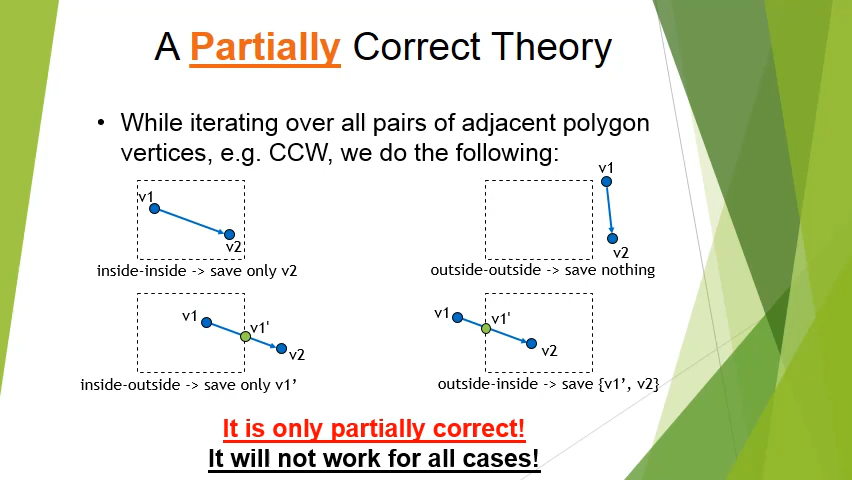 A Partially Correct Theory
• While iterating over all pairs of adjacent polygon
vertices, e.g. CCW, we do the following:
v1
v2
inside-inside -> save only v2
v1
v2
outside-outside -> save nothing
v1
v1'
v2
inside-outside -> save only v1’
v1
v1'
v2
outside-inside -> save {v1’, v2}
It is only partially correct!
It will not work for all cases!